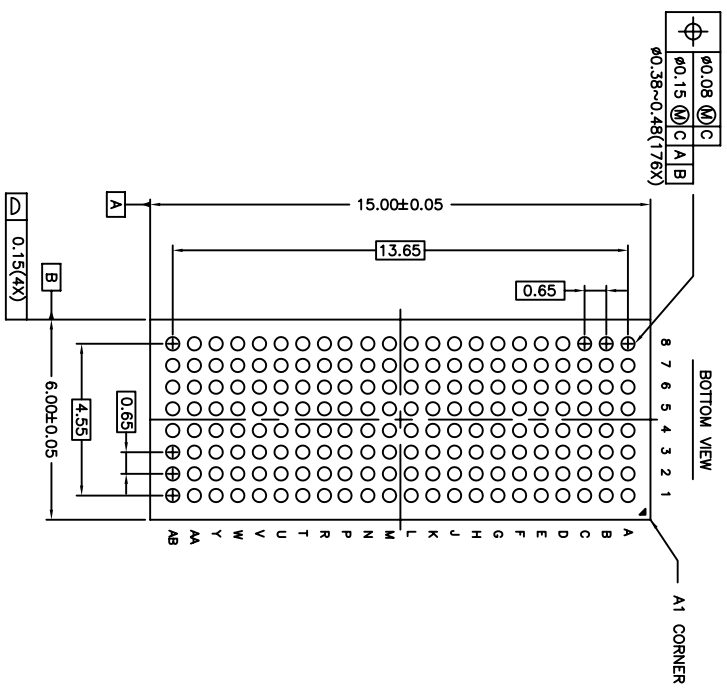 BOTTOM VIEW
A1 CORNER
⌖ ø0.08 Ⓜ C
ø0.15 Ⓜ C A B
ø0.38~0.48(176X)
8 7 6 5 4 3 2 1
A
B
C
D
E
F
G
H
J
K
L
M
N
P
R
T
U
V
W
Y
AA
AB
15.00±0.05
13.65
0.65
A
B
⌓ 0.15(4X)
0.65
4.55
6.00±0.05